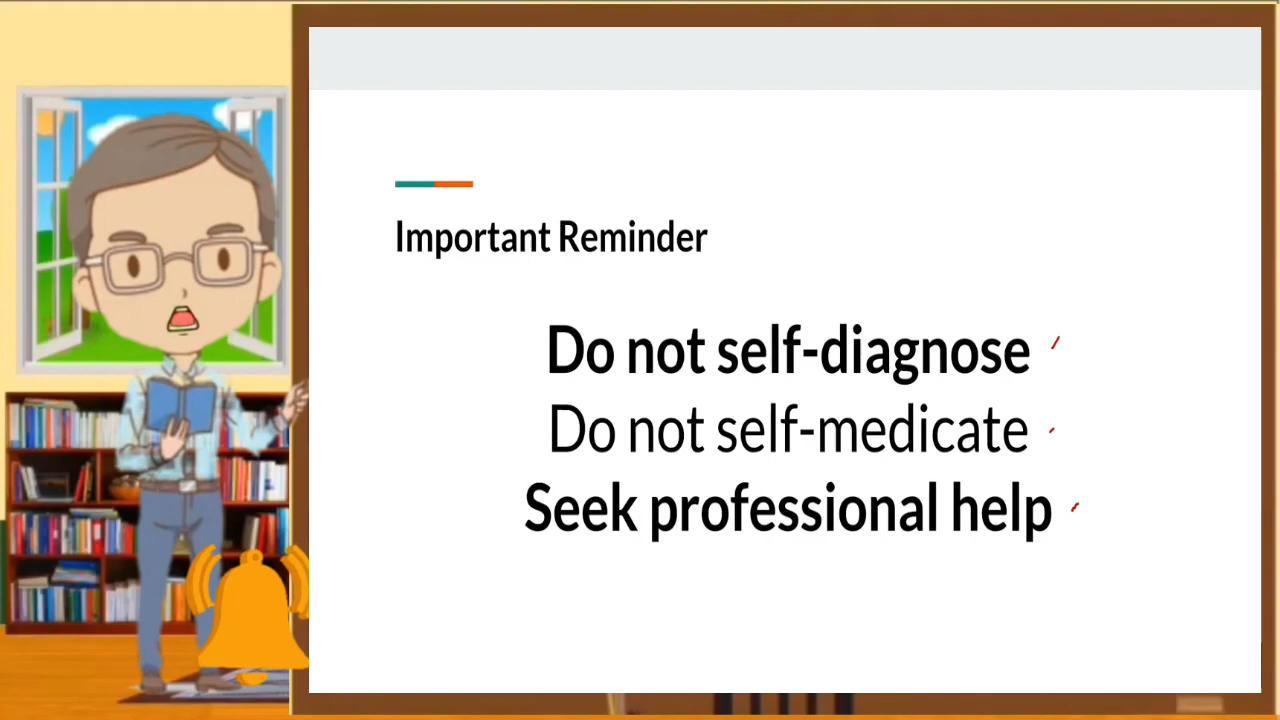 Important Reminder
Do not self-diagnose
Do not self-medicate
Seek professional help